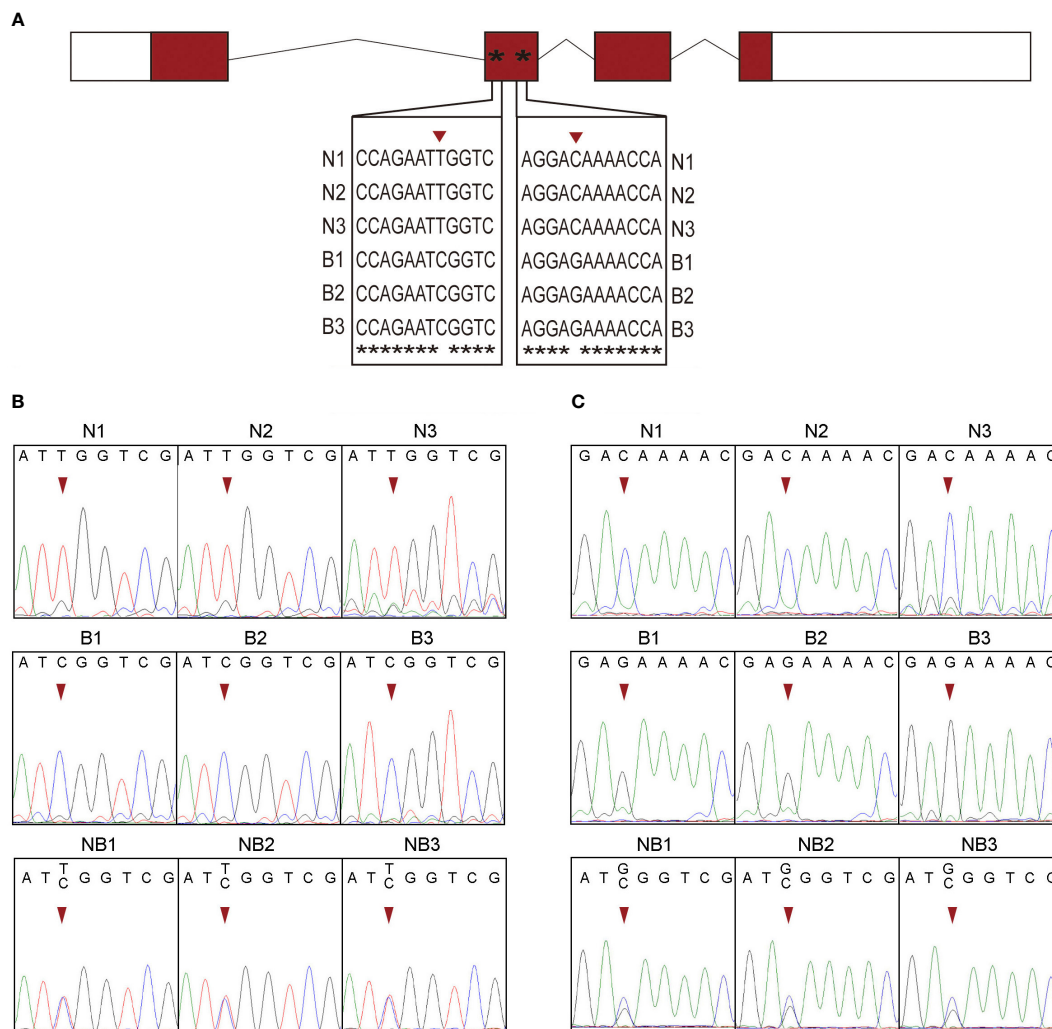 A
* *
N1 CCAGAATTGGTC AGGACAAAACCA N1
N2 CCAGAATTGGTC AGGACAAAACCA N2
N3 CCAGAATTGGTC AGGACAAAACCA N3
B1 CCAGAATCGGTC AGGAGAAAACCA B1
B2 CCAGAATCGGTC AGGAGAAAACCA B2
B3 CCAGAATCGGTC AGGAGAAAACCA B3
******* **** **** *******
B
N1 N2 N3
A T T G G T C G A T T G G T C G A T T G G T C G
B1 B2 B3
A T C G G T C G A T C G G T C G A T C G G T C G
NB1 NB2 NB3
A T T C G G T C G A T T C G G T C G A T T C G G T C G
C
N1 N2 N3
G A C A A A A C G A C A A A A C G A C A A A A C
B1 B2 B3
G A G A A A A C G A G A A A A C G A G A A A A C
NB1 NB2 NB3
A T G C G G T C G A T G C G G T C G A T G C G G T C